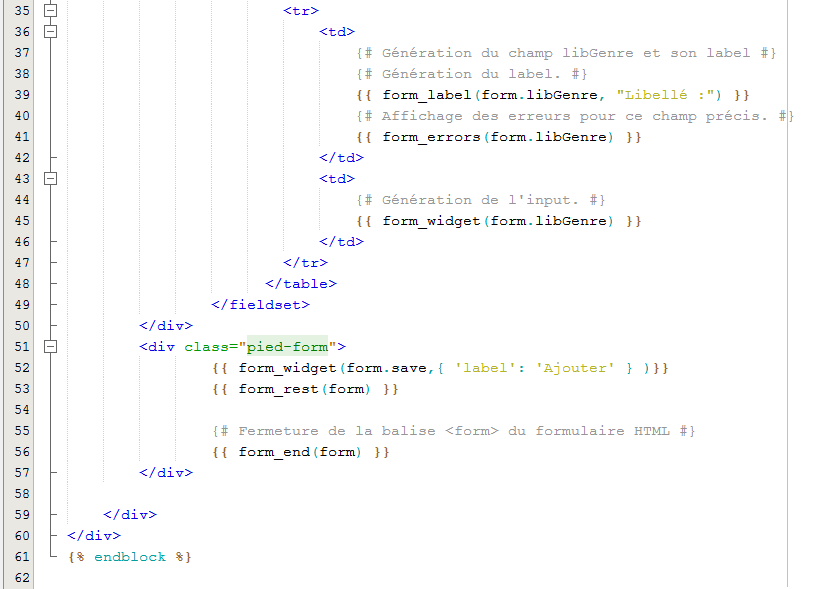 35 <tr>
36 <td>
37 {# Génération du champ libGenre et son label #}
38 {# Génération du label. #}
39 {{ form_label(form.libGenre, "Libellé :") }}
40 {# Affichage des erreurs pour ce champ précis. #}
41 {{ form_errors(form.libGenre) }}
42 </td>
43 <td>
44 {# Génération de l'input. #}
45 {{ form_widget(form.libGenre) }}
46 </td>
47 </tr>
48 </table>
49 </fieldset>
50 </div>
51 <div class="pied-form">
52 {{ form_widget(form.save,{ 'label': 'Ajouter' } )}}
53 {{ form_rest(form) }}
54
55 {# Fermeture de la balise <form> du formulaire HTML #}
56 {{ form_end(form) }}
57 </div>
58
59 </div>
60 </div>
61 {% endblock %}
62